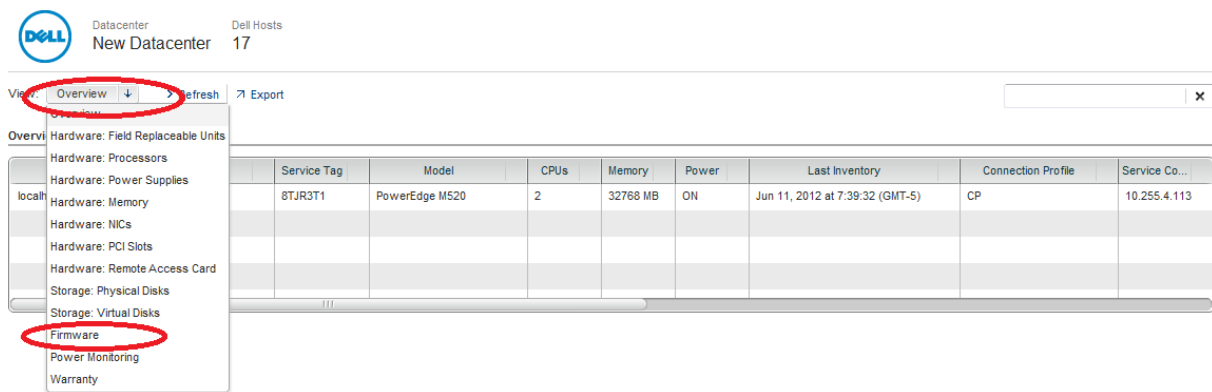 DELL
Datacenter Dell Hosts
New Datacenter 17
View: Overview Refresh Export
Overview
Hardware: Field Replaceable Units
Hardware: Processors
Service Tag Model CPUs Memory Power Last Inventory Connection Profile Service Co...
Hardware: Power Supplies
8TJR3T1 PowerEdge M520 2 32768 MB ON Jun 11, 2012 at 7:39:32 (GMT-5) CP 10.255.4.113
Hardware: Memory
Hardware: NICs
Hardware: PCI Slots
Hardware: Remote Access Card
Storage: Physical Disks
Storage: Virtual Disks
Firmware
Power Monitoring
Warranty